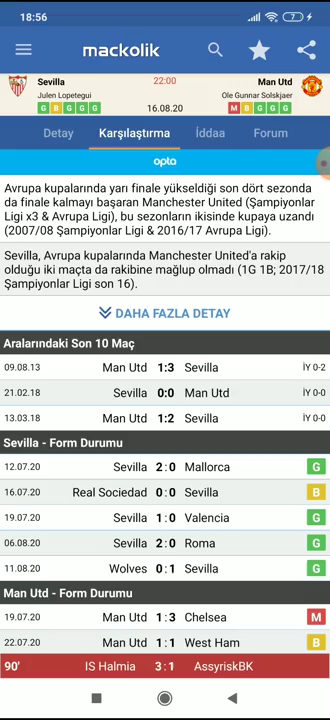 18:56
7
mackolik
Sevilla 22:00 Man Utd
Julen Lopetegui Ole Gunnar Solskjaer
G B G G G 16.08.20 M B G G G
Detay Karşılaştırma İddaa Forum
opta
Avrupa kupalarında yarı finale yükseldiği son dört sezonda
da finale kalmayı başaran Manchester United (Şampiyonlar
Ligi x3 & Avrupa Ligi), bu sezonların ikisinde kupaya uzandı
(2007/08 Şampiyonlar Ligi & 2016/17 Avrupa Ligi).
Sevilla, Avrupa kupalarında Manchester United'a rakip
olduğu iki maçta da rakibine mağlup olmadı (1G 1B; 2017/18
Şampiyonlar Ligi son 16).
DAHA FAZLA DETAY
Aralarındaki Son 10 Maç
09.08.13 Man Utd 1:3 Sevilla İY 0-2
21.02.18 Sevilla 0:0 Man Utd İY 0-0
13.03.18 Man Utd 1:2 Sevilla İY 0-0
Sevilla - Form Durumu
12.07.20 Sevilla 2:0 Mallorca G
16.07.20 Real Sociedad 0:0 Sevilla B
19.07.20 Sevilla 1:0 Valencia G
06.08.20 Sevilla 2:0 Roma G
11.08.20 Wolves 0:1 Sevilla G
Man Utd - Form Durumu
19.07.20 Man Utd 1:3 Chelsea M
22.07.20 Man Utd 1:1 West Ham B
90' IS Halmia 3:1 AssyriskBK